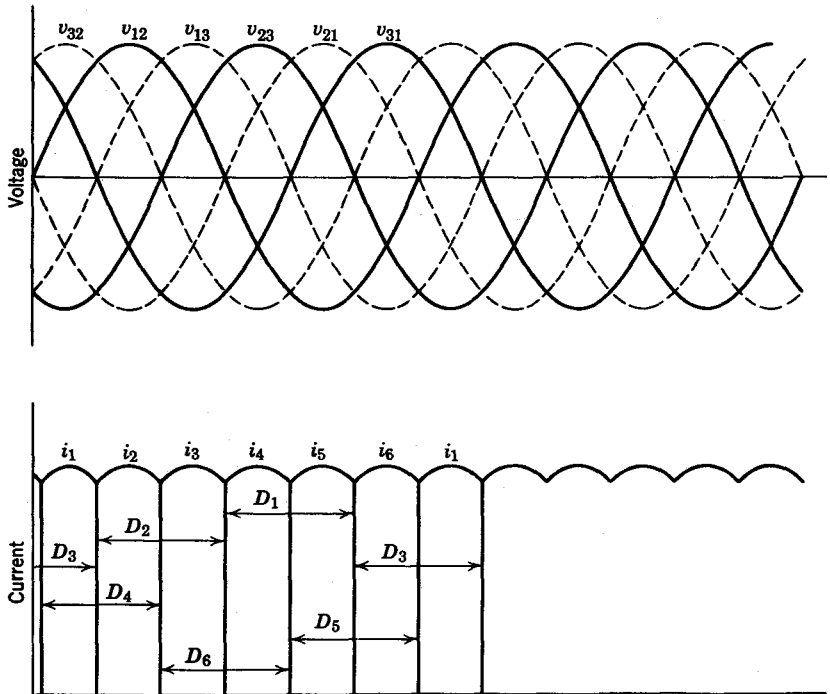 v32 v12 v13 v23 v21 v31
Voltage
i1 i2 i3 i4 i5 i6 i1
D1
D2
D3 D3
D4
D5
D6
Current